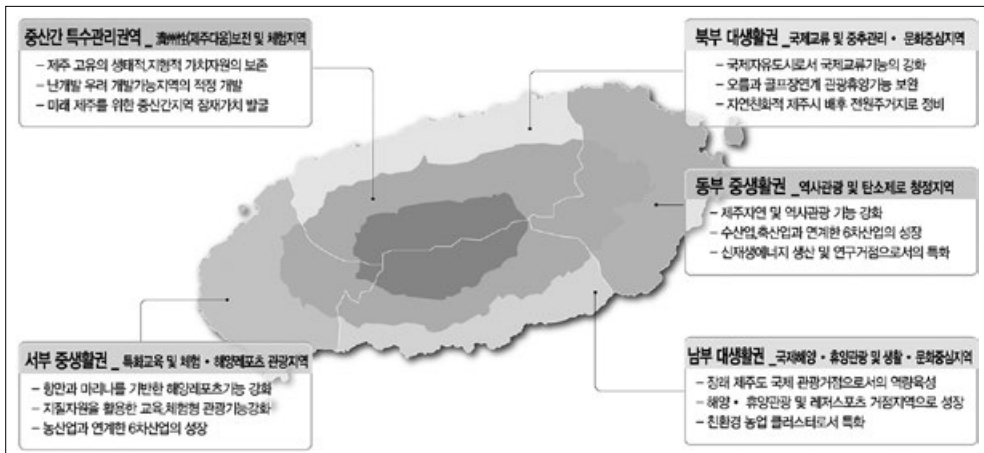 중산간 특수관리권역 _ 濟州性(제주다움)보전 및 체험지역
- 제주 고유의 생태적,지형적 가치자원의 보존
- 난개발 우려 개발가능지역의 적정 개발
- 미래 제주를 위한 중산간지역 잠재가치 발굴
북부 대생활권 _ 국제교류 및 중추관리 · 문화중심지역
- 국제자유도시로서 국제교류기능의 강화
- 오름과 골프장연계 관광휴양기능 보완
- 자연친화적 제주시 배후 전원주거지로 정비
동부 중생활권 _ 역사관광 및 탄소제로 청정지역
- 제주자연 및 역사관광 기능 강화
- 수산업,축산업과 연계한 6차산업의 성장
- 신재생에너지 생산 및 연구거점으로서의 특화
서부 중생활권 _ 특화교육 및 체험 · 해양레포츠 관광지역
- 항만과 마리나를 기반한 해양레포츠기능 강화
- 지질자원을 활용한 교육,체험형 관광기능강화
- 농산업과 연계한 6차산업의 성장
남부 대생활권 _ 국제해양 · 휴양관광 및 생활 · 문화중심지역
- 장래 제주도 국제 관광거점으로서의 역량육성
- 해양 · 휴양관광 및 레저스포츠 거점지역으로 성장
- 친환경 농업 클러스터로서 특화